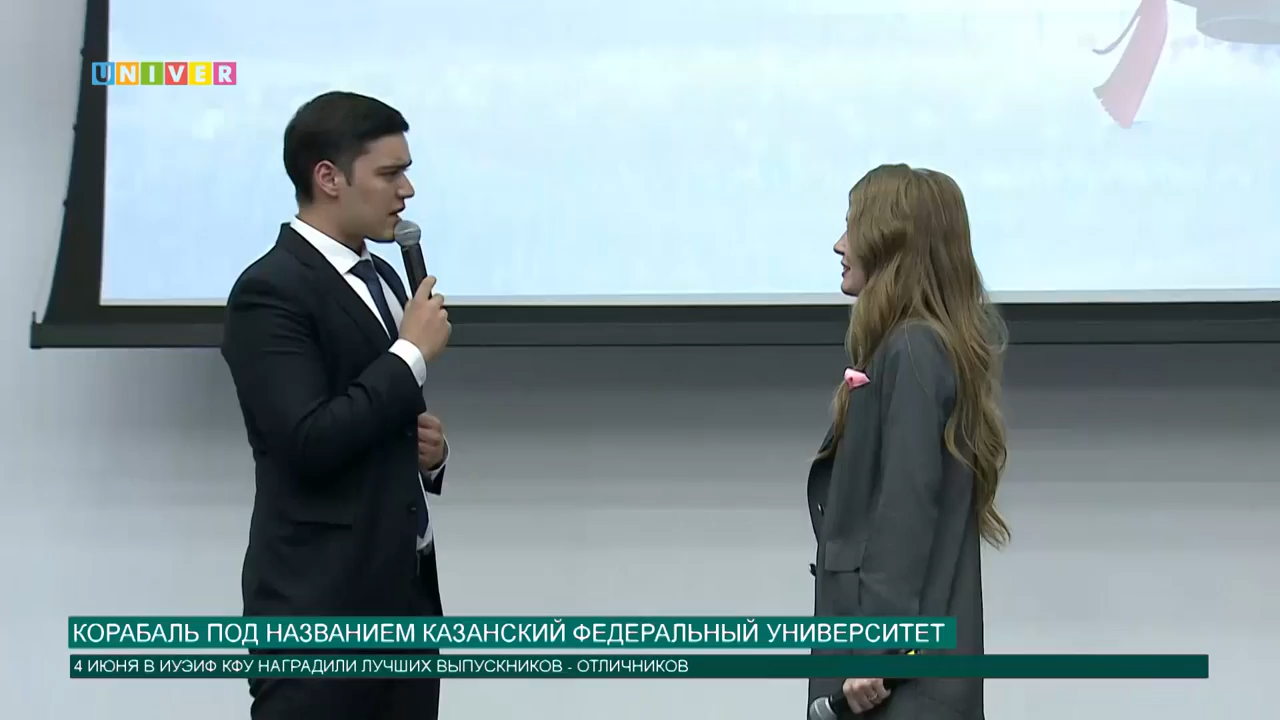 UNIVER
КОРАБАЛЬ ПОД НАЗВАНИЕМ КАЗАНСКИЙ ФЕДЕРАЛЬНЫЙ УНИВЕРСИТЕТ
4 ИЮНЯ В ИУЭИФ КФУ НАГРАДИЛИ ЛУЧШИХ ВЫПУСКНИКОВ - ОТЛИЧНИКОВ